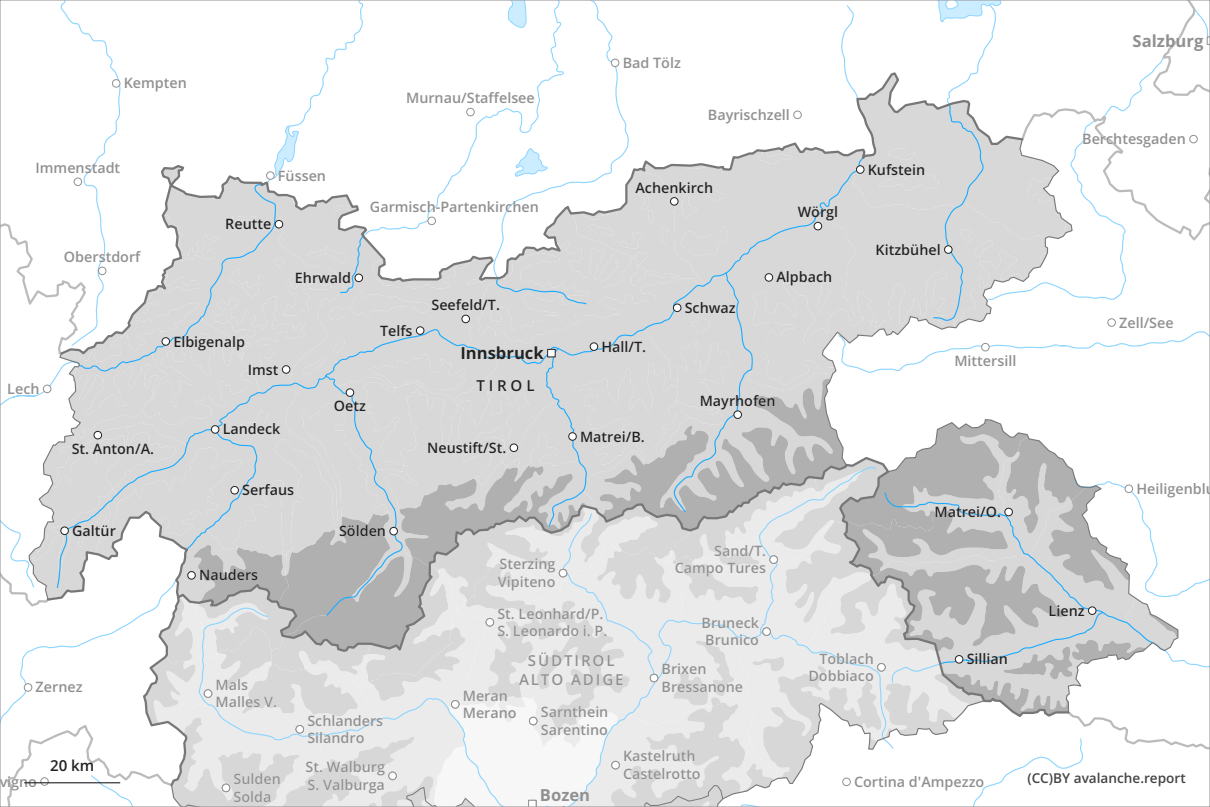 Salzburg
Bad Tölz
Kempten
Murnau/Staffelsee
Bayrischzell
Berchtesgaden
Immenstadt
Füssen
Kufstein
Achenkirch
Garmisch-Partenkirchen
Wörgl
Reutte
Kitzbühel
Oberstdorf
Ehrwald
Alpbach
Seefeld/T.
Schwaz
Zell/See
Telfs
Elbigenalp
Hall/T.
Innsbruck
Mittersill
Imst
TIROL
Lech
Mayrhofen
Oetz
Landeck
Matrei/B.
St. Anton/A.
Neustift/St.
Serfaus
Heiligenblu
Matrei/O.
Galtür
Sölden
Sand/T.
Campo Tures
Sterzing
Vipiteno
Nauders
Lienz
St. Leonhard/P.
S. Leonardo i. P.
Bruneck
Brunico
SÜDTIROL
ALTO ADIGE
Toblach
Dobbiaco
Sillian
Brixen
Bressanone
Zernez
Mals
Malles V.
Meran
Merano
Sarnthein
Sarentino
Schlanders
Silandro
Kastelruth
Castelrotto
20 km
St. Walburg
S. Valburga
vigno
Sulden
Solda
Cortina d'Ampezzo
(CC)BY avalanche.report
Bozen